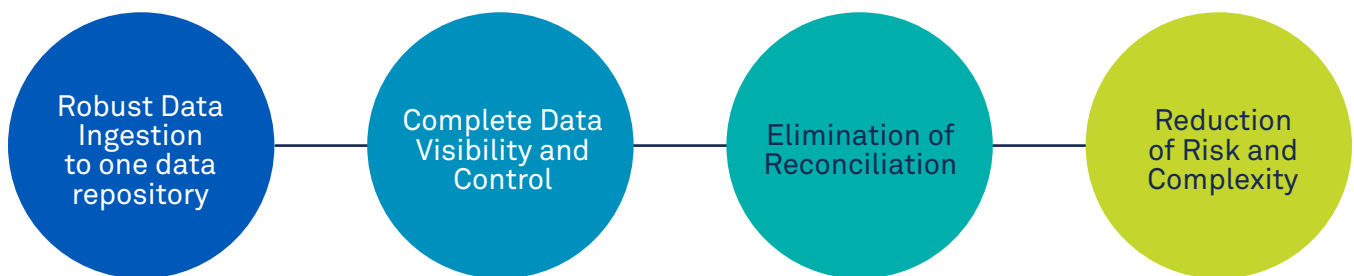 Robust Data
Ingestion
to one data
repository
Complete Data
Visibility and
Control
Elimination of
Reconciliation
Reduction
of Risk and
Complexity